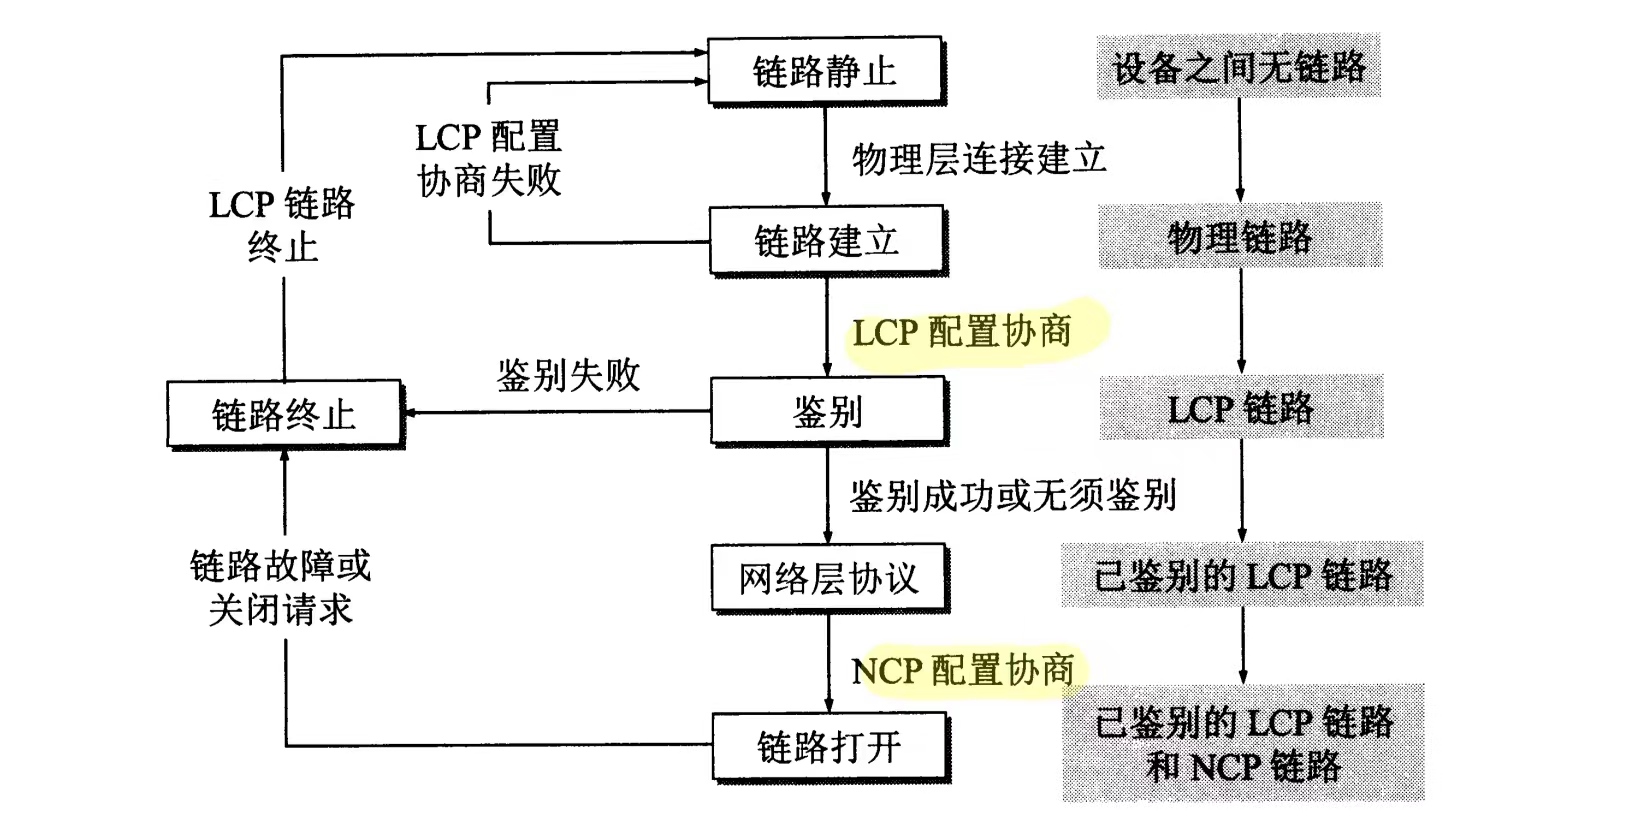 链路静止
设备之间无链路
LCP 配置
协商失败
物理层连接建立
LCP 链路
终止
链路建立
物理链路
LCP 配置协商
鉴别失败
链路终止
鉴别
LCP 链路
鉴别成功或无须鉴别
链路故障或
关闭请求
网络层协议
已鉴别的 LCP 链路
NCP 配置协商
链路打开
已鉴别的 LCP 链路
和 NCP 链路